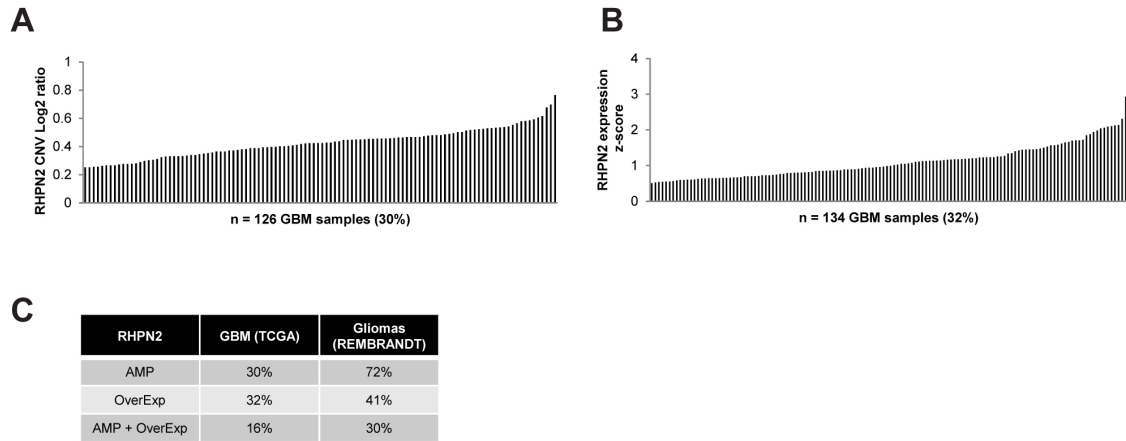 A
RHPN2 CNV Log2 ratio
1
0.8
0.6
0.4
0.2
0
n = 126 GBM samples (30%)
B
RHPN2 expression
z-score
4
3
2
1
0
n = 134 GBM samples (32%)
C
RHPN2 GBM (TCGA) Gliomas
(REMBRANDT)
AMP 30% 72%
OverExp 32% 41%
AMP + OverExp 16% 30%